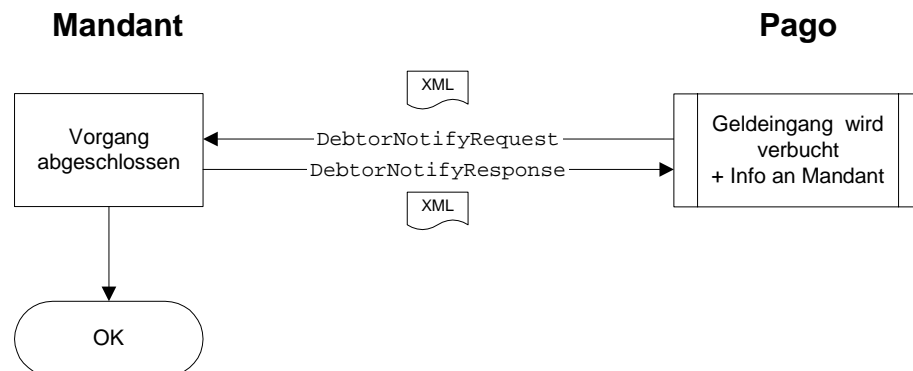 Mandant
Pago
XML
Vorgang
abgeschlossen
DebtorNotifyRequest
DebtorNotifyResponse
Geldeingang wird
verbucht
+ Info an Mandant
XML
OK